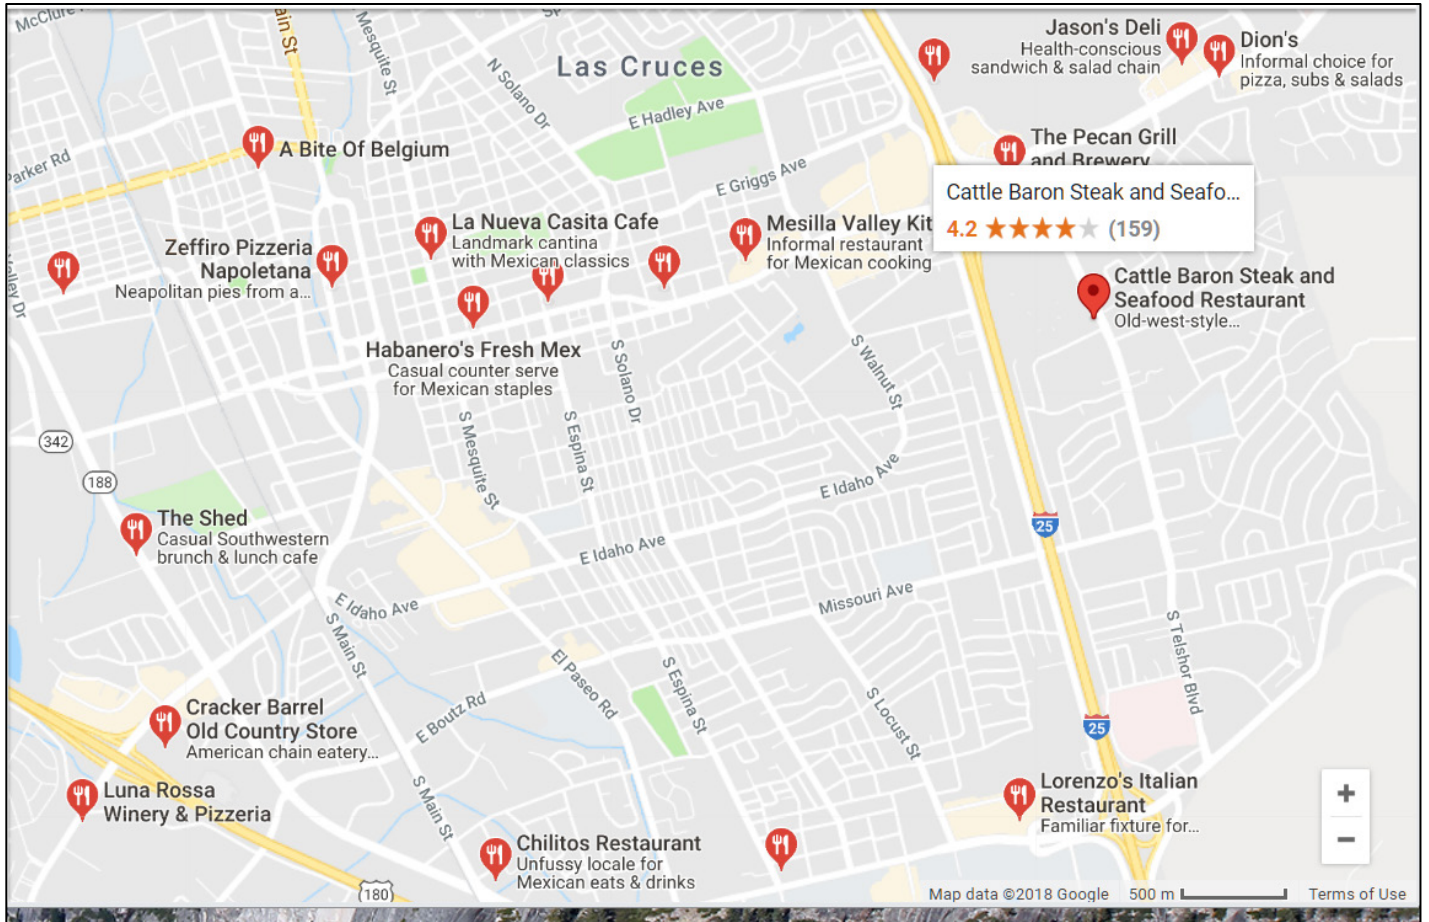 McClure
ain St
Mesquite St
Sp
N Solano Dr
Las Cruces
E Hadley Ave
Jason's Deli
Health-conscious
sandwich & salad chain
Dion's
Informal choice for
pizza, subs & salads
A Bite Of Belgium
Parker Rd
E Griggs Ave
The Pecan Grill
and Brewery
Cattle Baron Steak and Seafo...
4.2 (159)
La Nueva Casita Cafe
Landmark cantina
with Mexican classics
Mesilla Valley Kit
Informal restaurant
for Mexican cooking
Zeffiro Pizzeria
Napoletana
Neapolitan pies from a...
Valley Dr
Cattle Baron Steak and
Seafood Restaurant
Old-west-style...
Habanero's Fresh Mex
Casual counter serve
for Mexican staples
S Solano Dr
S Walnut St
S Mesquite St
S Espina St
342
188
E Idaho Ave
The Shed
Casual Southwestern
brunch & lunch cafe
25
E Idaho Ave
E Idaho Ave
Missouri Ave
S Main St
El Paseo Rd
S Espina St
S Telshor Blvd
S Locust St
Cracker Barrel
Old Country Store
American chain eatery...
E Boutz Rd
25
Luna Rossa
Winery & Pizzeria
S Main St
Lorenzo's Italian
Restaurant
Familiar fixture for...
Chilitos Restaurant
Unfussy locale for
Mexican eats & drinks
180
+
−
Map data ©2018 Google
500 m
Terms of Use